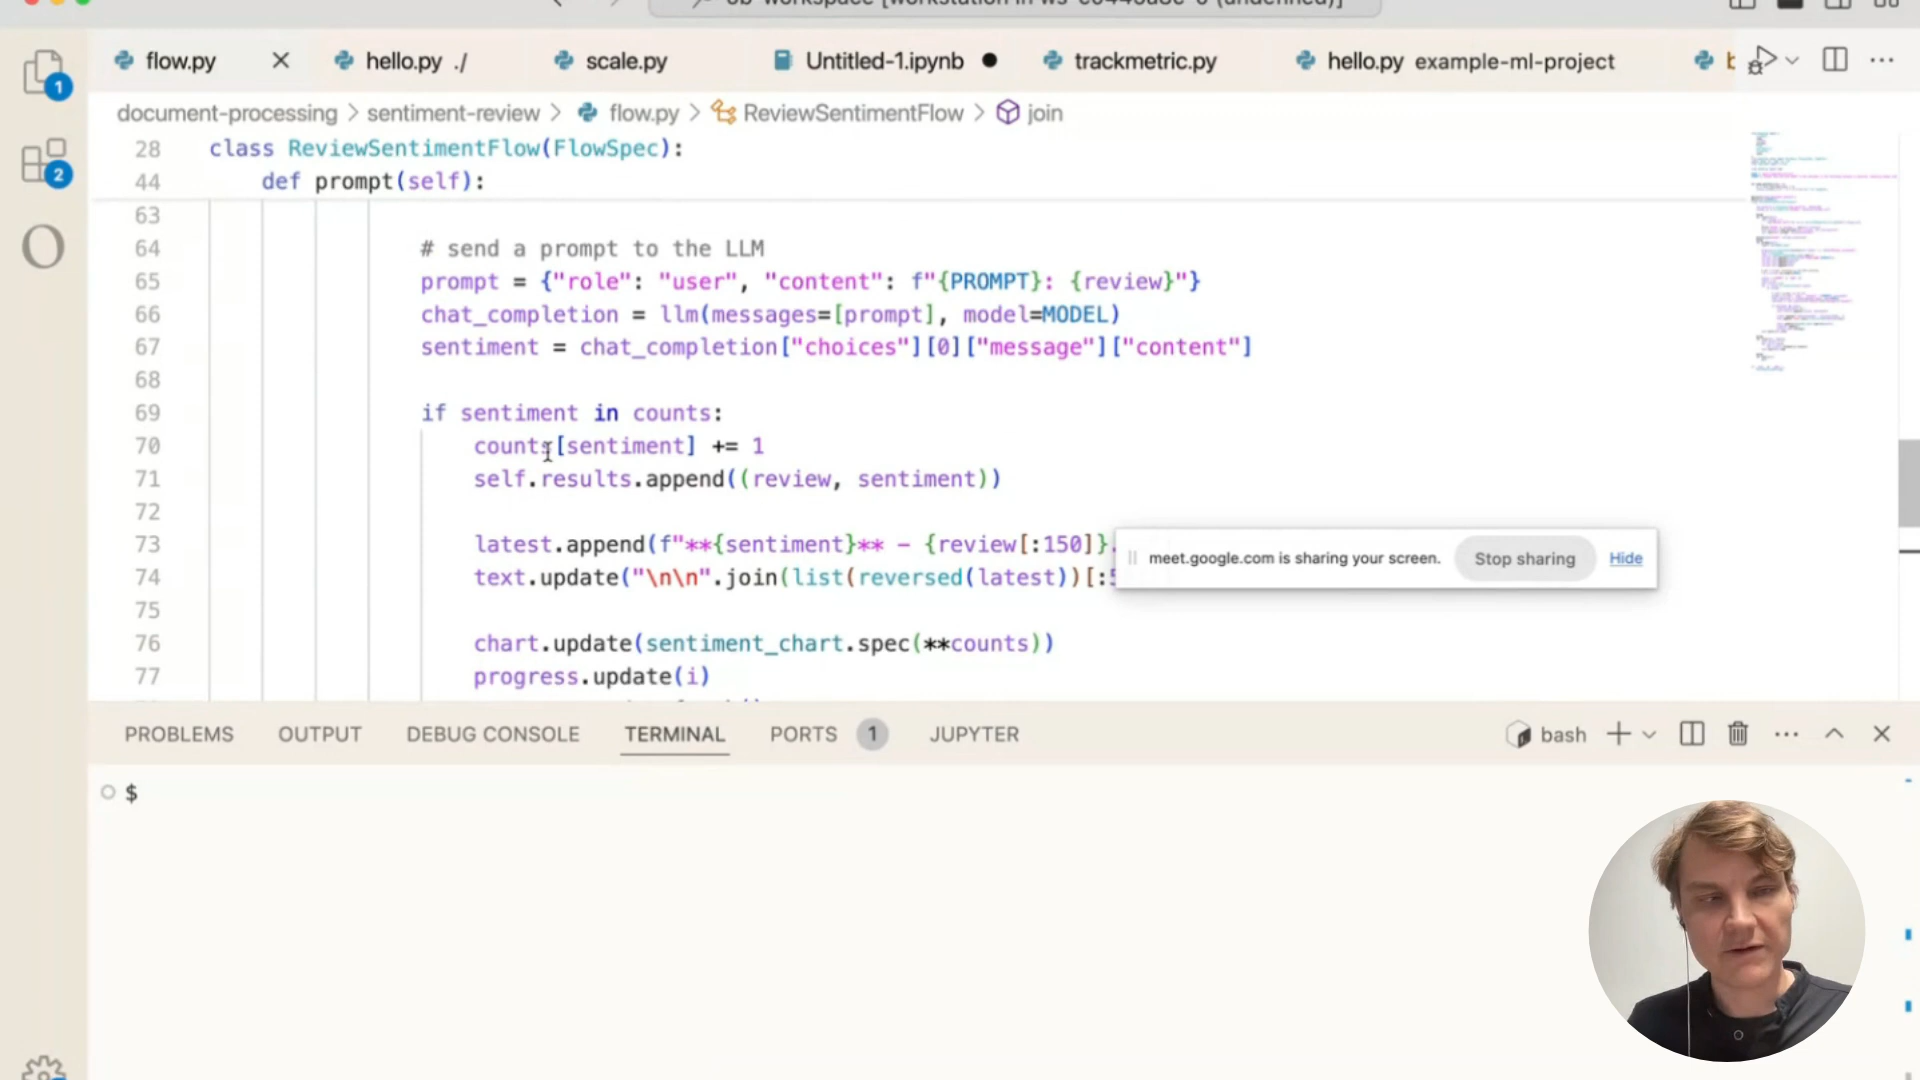 flow.py
hello.py ./
scale.py
Untitled-1.ipynb
trackmetric.py
hello.py example-ml-project
1
document-processing > sentiment-review > flow.py > ReviewSentimentFlow > join
28 class ReviewSentimentFlow(FlowSpec):
44 def prompt(self):
63
64 # send a prompt to the LLM
65 prompt = {"role": "user", "content": f"{PROMPT}: {review}"}
66 chat_completion = llm(messages=[prompt], model=MODEL)
67 sentiment = chat_completion["choices"][0]["message"]["content"]
68
69 if sentiment in counts:
70 counts[sentiment] += 1
71 self.results.append((review, sentiment))
72
73 latest.append(f"**{sentiment}** – {review[:150]}
74 text.update("\n\n".join(list(reversed(latest))[:
75
76 chart.update(sentiment_chart.spec(**counts))
77 progress.update(i)
2
meet.google.com is sharing your screen. Stop sharing Hide
PROBLEMS OUTPUT DEBUG CONSOLE TERMINAL PORTS 1 JUPYTER
bash
$